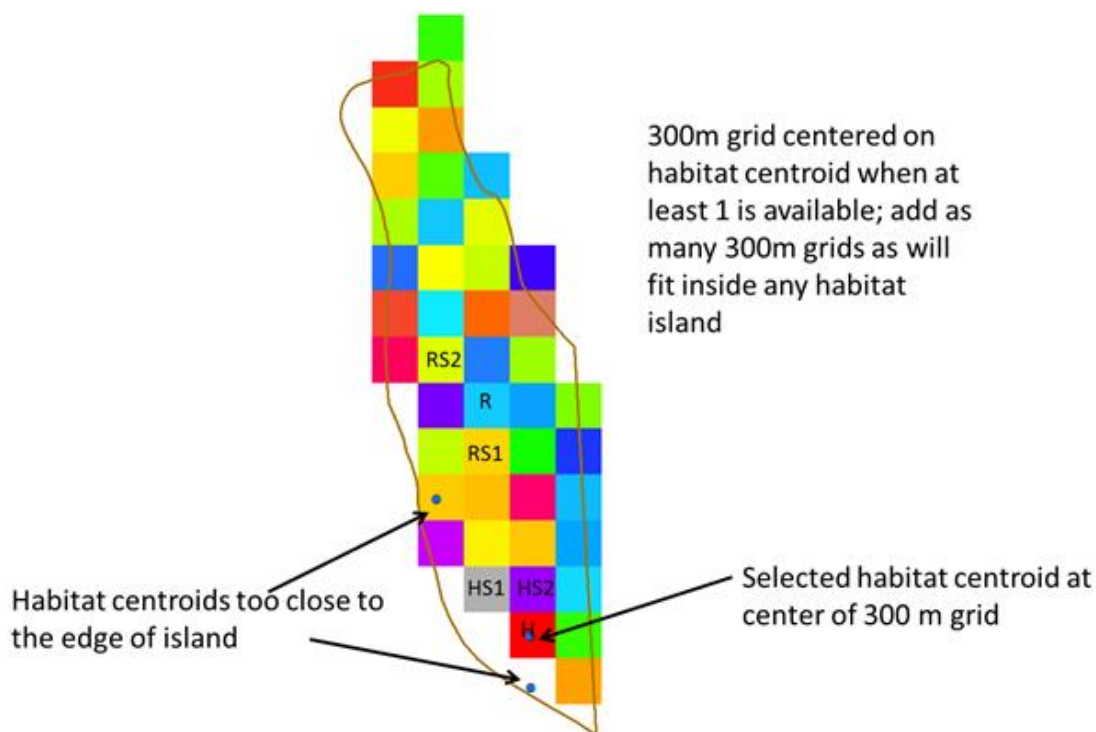 300m grid centered on
habitat centroid when at
least 1 is available; add as
many 300m grids as will
fit inside any habitat
island
RS2
R
RS1
HS1 HS2
H
Habitat centroids too close to
the edge of island
Selected habitat centroid at
center of 300 m grid